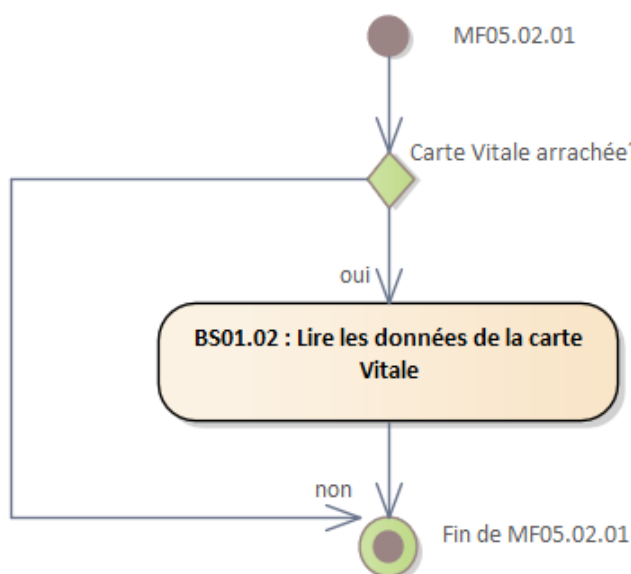 MF05.02.01
Carte Vitale arrachée?
oui
BS01.02 : Lire les données de la carte
Vitale
non
Fin de MF05.02.01